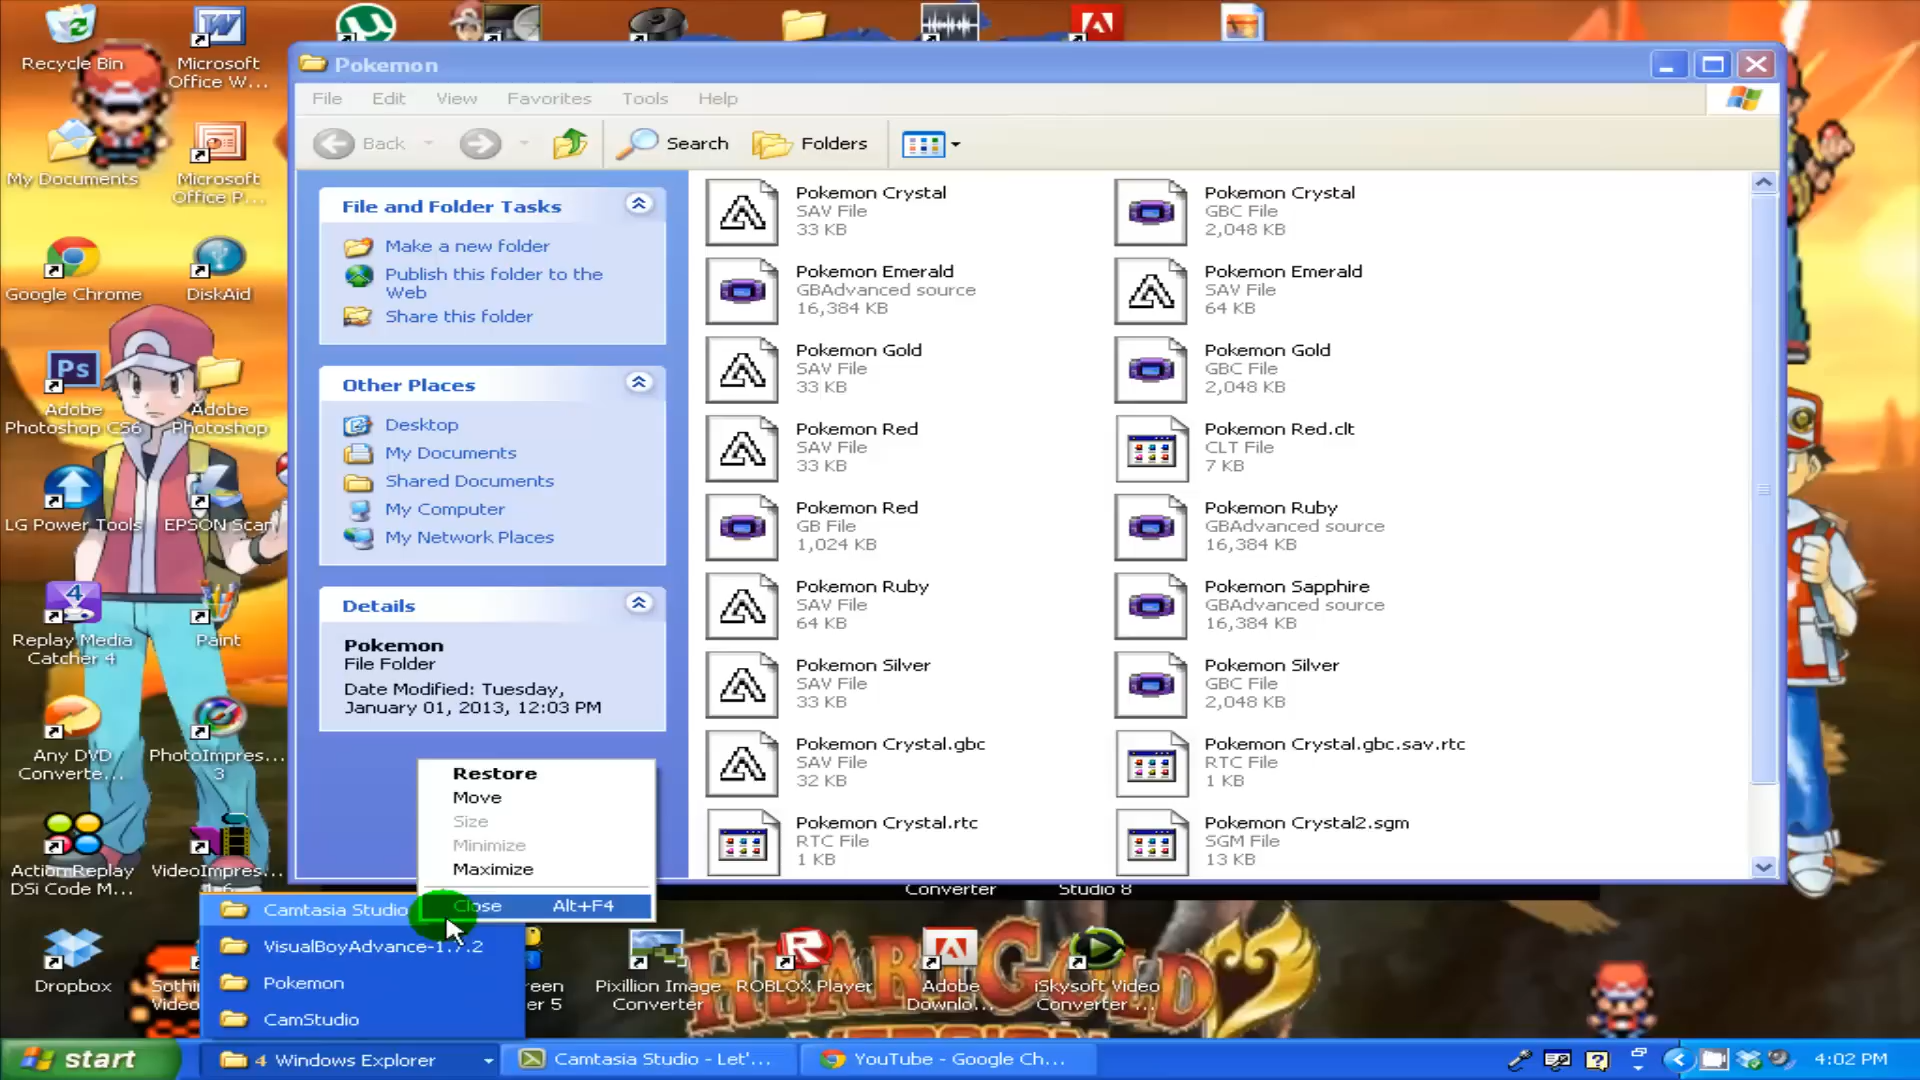 Recycle Bin
Microsoft
Office W...
My Documents
Microsoft
Office P...
Google Chrome
DiskAid
Ps
Adobe
Photoshop CS6
Adobe
Photoshop
LG Power Tools
EPSON Scan
4
Replay Media
Catcher 4
Paint
Any DVD
Converte...
PhotoImpres...
3
Action Replay
DSi Code M...
VideoImpres...
Dropbox
Pokemon
File Edit View Favorites Tools Help
Back Search Folders
File and Folder Tasks
Make a new folder
Publish this folder to the
Web
Share this folder
Other Places
Desktop
My Documents
Shared Documents
My Computer
My Network Places
Details
Pokemon
File Folder
Date Modified: Tuesday,
January 01, 2013, 12:03 PM
Pokemon Crystal
SAV File
33 KB
Pokemon Crystal
GBC File
2,048 KB
Pokemon Emerald
GBAdvanced source
16,384 KB
Pokemon Emerald
SAV File
64 KB
Pokemon Gold
SAV File
33 KB
Pokemon Gold
GBC File
2,048 KB
Pokemon Red
SAV File
33 KB
Pokemon Red.clt
CLT File
7 KB
Pokemon Red
GB File
1,024 KB
Pokemon Ruby
GBAdvanced source
16,384 KB
Pokemon Ruby
SAV File
64 KB
Pokemon Sapphire
GBAdvanced source
16,384 KB
Pokemon Silver
SAV File
33 KB
Pokemon Silver
GBC File
2,048 KB
Pokemon Crystal.gbc
SAV File
32 KB
Pokemon Crystal.gbc.sav.rtc
RTC File
1 KB
Pokemon Crystal.rtc
RTC File
1 KB
Pokemon Crystal2.sgm
SGM File
13 KB
Restore
Move
Size
Minimize
Maximize
Close Alt+F4
Camtasia Studio
VisualBoyAdvance-1.7.2
Pokemon
CamStudio
Converter
Studio 8
Pixillion Image
Converter
ROBLOX Player
Adobe
Downlo...
iSkysoft Video
Converter ...
HEARTGOLD
VERSION
start
4 Windows Explorer
Camtasia Studio - Let'...
YouTube - Google Ch...
4:02 PM